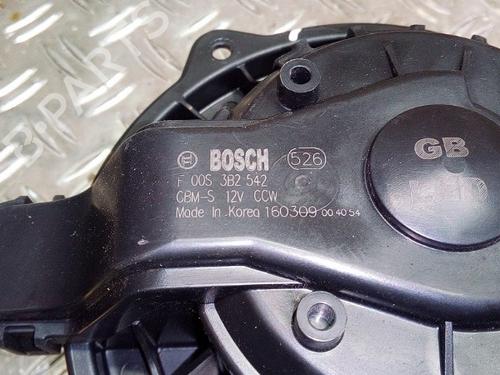 BOSCH 526
F 00S 3B2 542
CBM-S 12V CCW
Made In Korea 160309 00 40 54
GB